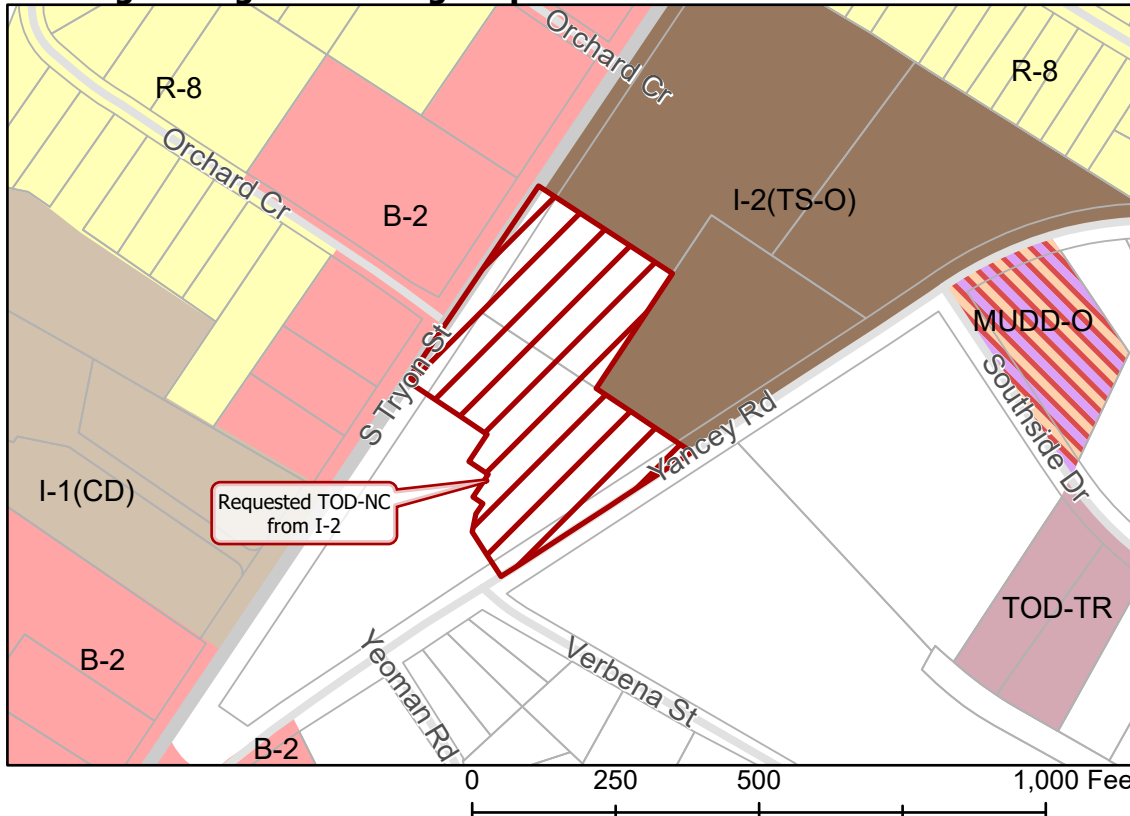 Orchard Cr
R-8
R-8
Orchard Cr
B-2
I-2(TS-O)
MUDD-O
S Tryon St
Yancey Rd
Southside Dr
I-1(CD)
Requested TOD-NC
from I-2
TOD-TR
B-2
Yeoman Rd
Verbena St
B-2
0 250 500 1,000 Fee